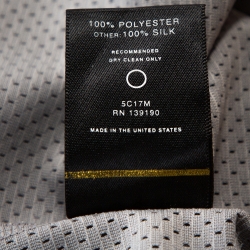 100% POLYESTER
OTHER: 100% SILK
RECOMMENDED
DRY CLEAN ONLY
5C17M
RN 139190
MADE IN THE UNITED STATES